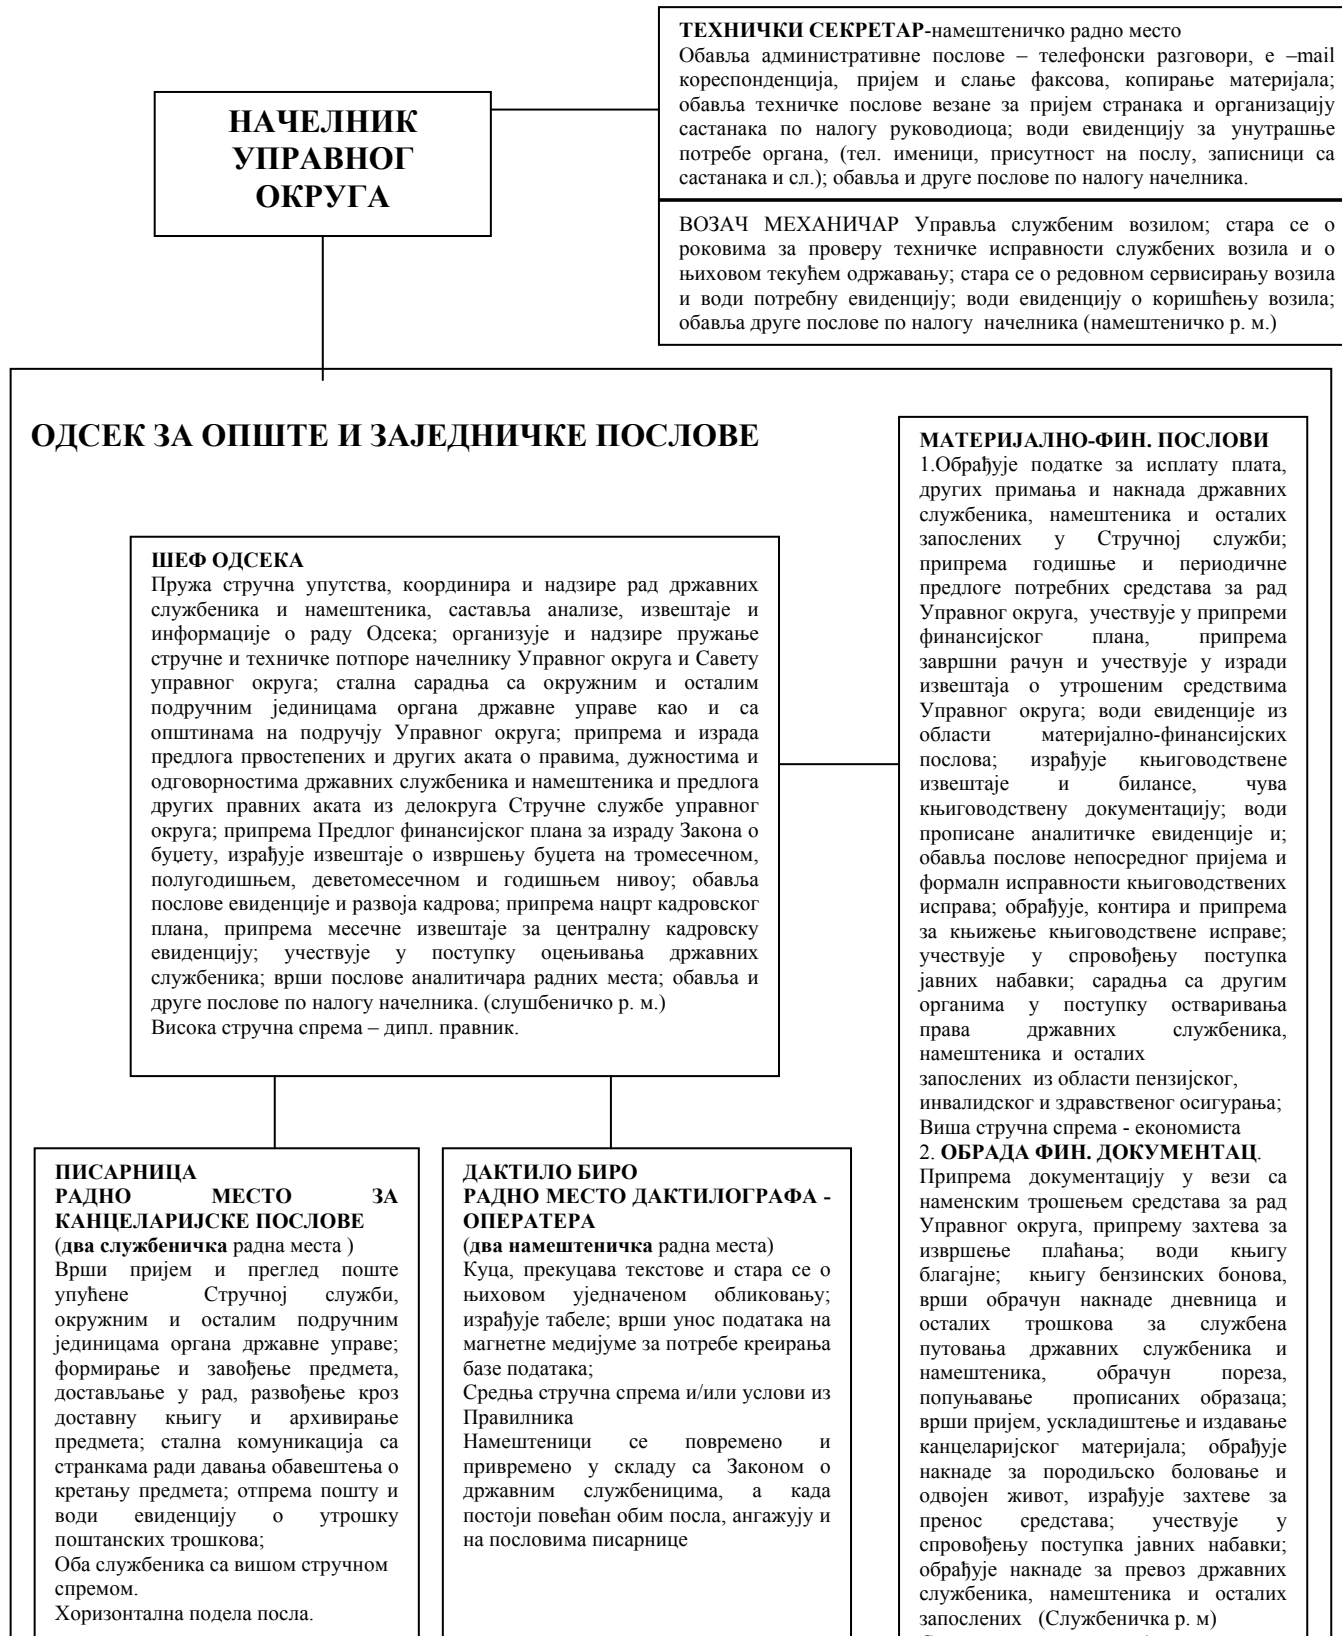 ТЕХНИЧКИ СЕКРЕТАР-намештеничко радно место
Обавља административне послове – телефонски разговори, е –mail
кореспонденција, пријем и слање факсова, копирање материјала;
обавља техничке послове везане за пријем странака и организацију
састанака по налогу руководиоца; води евиденцију за унутрашње
потребе органа, (тел. именици, присутност на послу, записници са
састанака и сл.); обавља и друге послове по налогу начелника.
НАЧЕЛНИК
УПРАВНОГ
ОКРУГА
ВОЗАЧ МЕХАНИЧАР Управља службеним возилом; стара се о
роковима за проверу техничке исправности службених возила и о
њиховом текућем одржавању; стара се о редовном сервисирању возила
и води потребну евиденцију; води евиденцију о коришћењу возила;
обавља друге послове по налогу начелника (намештеничко р. м.)
ОДСЕК ЗА ОПШТЕ И ЗАЈЕДНИЧКЕ ПОСЛОВЕ
ШЕФ ОДСЕКА
Пружа стручна упутства, координира и надзире рад државних
службеника и намештеника, саставља анализе, извештаје и
информације о раду Одсека; организује и надзире пружање
стручне и техничке потпоре начелнику Управног округа и Савету
управног округа; стална сарадња са окружним и осталим
подручним јединицама органа државне управе као и са
општинама на подручју Управног округа; припрема и израда
предлога првостепених и других аката о правима, дужностима и
одговорностима државних службеника и намештеника и предлога
других правних аката из делокруга Стручне службе управног
округа; припрема Предлог финансијског плана за израду Закона о
буџету, израђује извештаје о извршењу буџета на тромесечном,
полугодишњем, деветомесечном и годишњем нивоу; обавља
послове евиденције и развоја кадрова; припрема нацрт кадровског
плана, припрема месечне извештаје за централну кадровску
евиденцију; учествује у поступку оцењивања државних
службеника; врши послове аналитичара радних места; обавља и
друге послове по налогу начелника. (слушбеничко р. м.)
Висока стручна спрема – дипл. правник.
МАТЕРИЈАЛНО-ФИН. ПОСЛОВИ
1.Обрађује податке за исплату плата,
других примања и накнада државних
службеника, намештеника и осталих
запослених у Стручној служби;
припрема годишње и периодичне
предлоге потребних средстава за рад
Управног округа, учествује у припреми
финансијског плана, припрема
завршни рачун и учествује у изради
извештаја о утрошеним средствима
Управног округа; води евиденције из
области материјално-финансијских
послова; израђује књиговодствене
извештаје и билансе, чува
књиговодствену документацију; води
прописане аналитичке евиденције и;
обавља послове непосредног пријема и
формалн исправности књиговодствених
исправа; обрађује, контира и припрема
за књижење књиговодствене исправе;
учествује у спровођењу поступка
јавних набавки; сарадња са другим
органима у поступку остваривања
права државних службеника,
намештеника и осталих
запослених из области пензијског,
инвалидског и здравственог осигурања;
Виша стручна спрема - економиста
2. ОБРАДА ФИН. ДОКУМЕНТАЦ.
Припрема документацију у вези са
наменским трошењем средстава за рад
Управног округа, припрему захтева за
извршење плаћања; води књигу
благајне; књигу бензинских бонова,
врши обрачун накнаде дневница и
осталих трошкова за службена
путовања државних службеника и
намештеника, обрачун пореза,
попуњавање прописаних образаца;
врши пријем, ускладиштење и издавање
канцеларијског материјала; обрађује
накнаде за породиљско боловање и
одвојен живот, израђује захтеве за
пренос средстава; учествује у
спровођењу поступка јавних набавки;
обрађује накнаде за превоз државних
службеника, намештеника и осталих
запослених (Службеничка р. м)
ПИСАРНИЦА
РАДНО МЕСТО ЗА
КАНЦЕЛАРИЈСКЕ ПОСЛОВЕ
(два службеничка радна места )
Врши пријем и преглед поште
упућене Стручној служби,
окружним и осталим подручним
јединицама органа државне управе;
формирање и завођење предмета,
достављање у рад, развођење кроз
доставну књигу и архивирање
предмета; стална комуникација са
странкама ради давања обавештења о
кретању предмета; отпрема пошту и
води евиденцију о утрошку
поштанских трошкова;
Оба службеника са вишом стручном
спремом.
Хоризонтална подела посла.
ДАКТИЛО БИРО
РАДНО МЕСТО ДАКТИЛОГРАФА -
ОПЕРАТЕРА
(два намештеничка радна места)
Куца, прекуцава текстове и стара се о
њиховом уједначеном обликовању;
израђује табеле; врши унос података на
магнетне медијуме за потребе креирања
базе података;
Средња стручна спрема и/или услови из
Правилника
Намештеници се повремено и
привремено у складу са Законом о
државним службеницима, а када
постоји повећан обим посла, ангажују и
на пословима писарнице